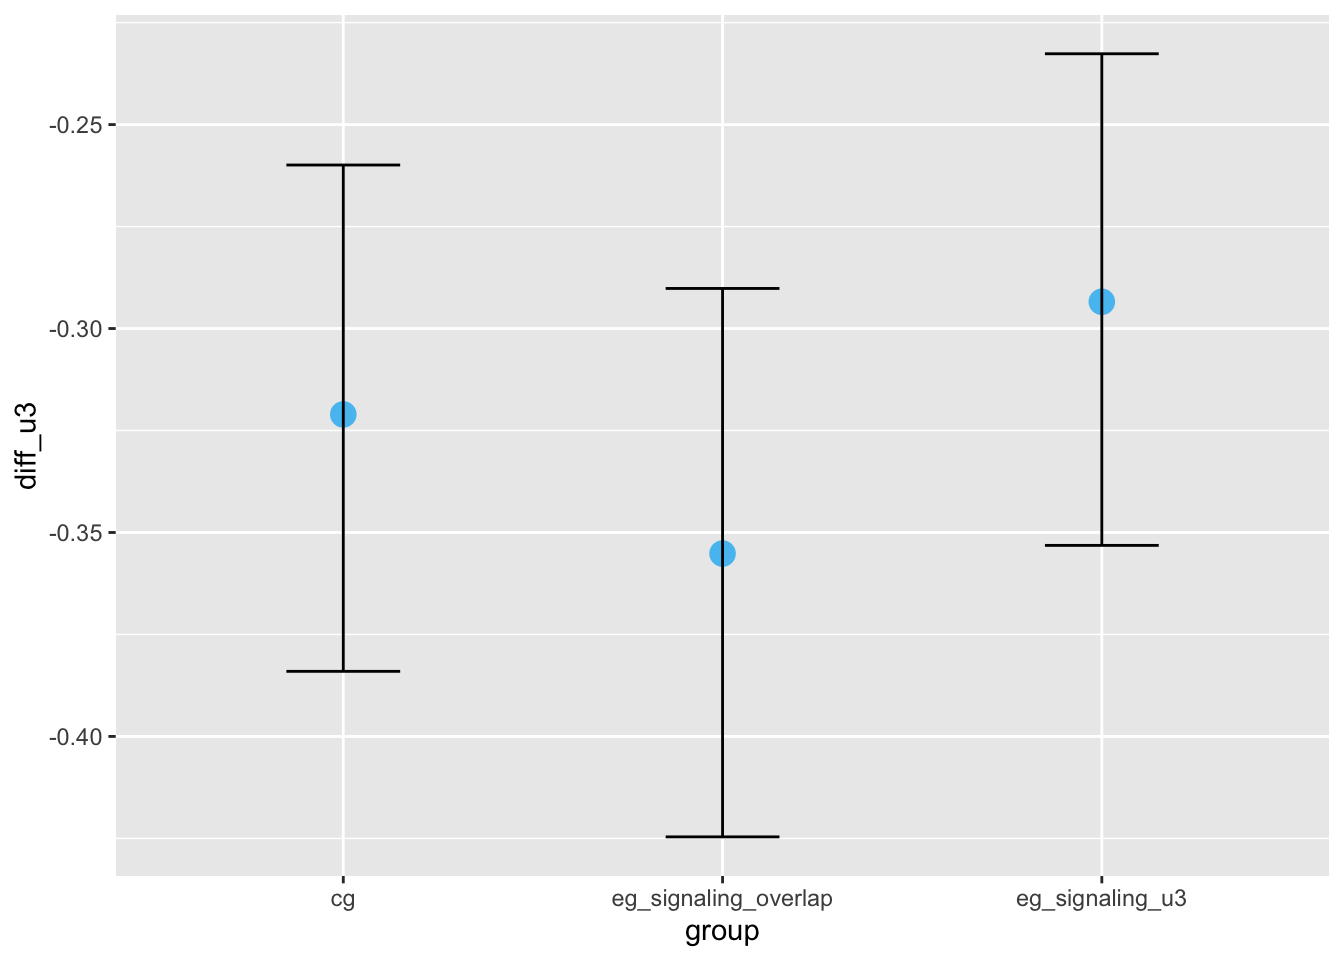 diff_u3
-0.25
-0.30
-0.35
-0.40
cg
eg_signaling_overlap
eg_signaling_u3
group